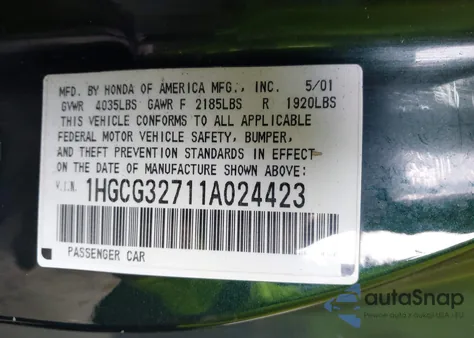 MFD. BY HONDA OF AMERICA MFG., INC. 5/01
GVWR 4035LBS GAWR F 2185LBS R 1920LBS
THIS VEHICLE CONFORMS TO ALL APPLICABLE
FEDERAL MOTOR VEHICLE SAFETY, BUMPER,
AND THEFT PREVENTION STANDARDS IN EFFECT
ON THE DATE OF MANUFACTURE SHOWN ABOVE:
V.I.N. 1HGCG32711A024423
PASSENGER CAR
autoSnap